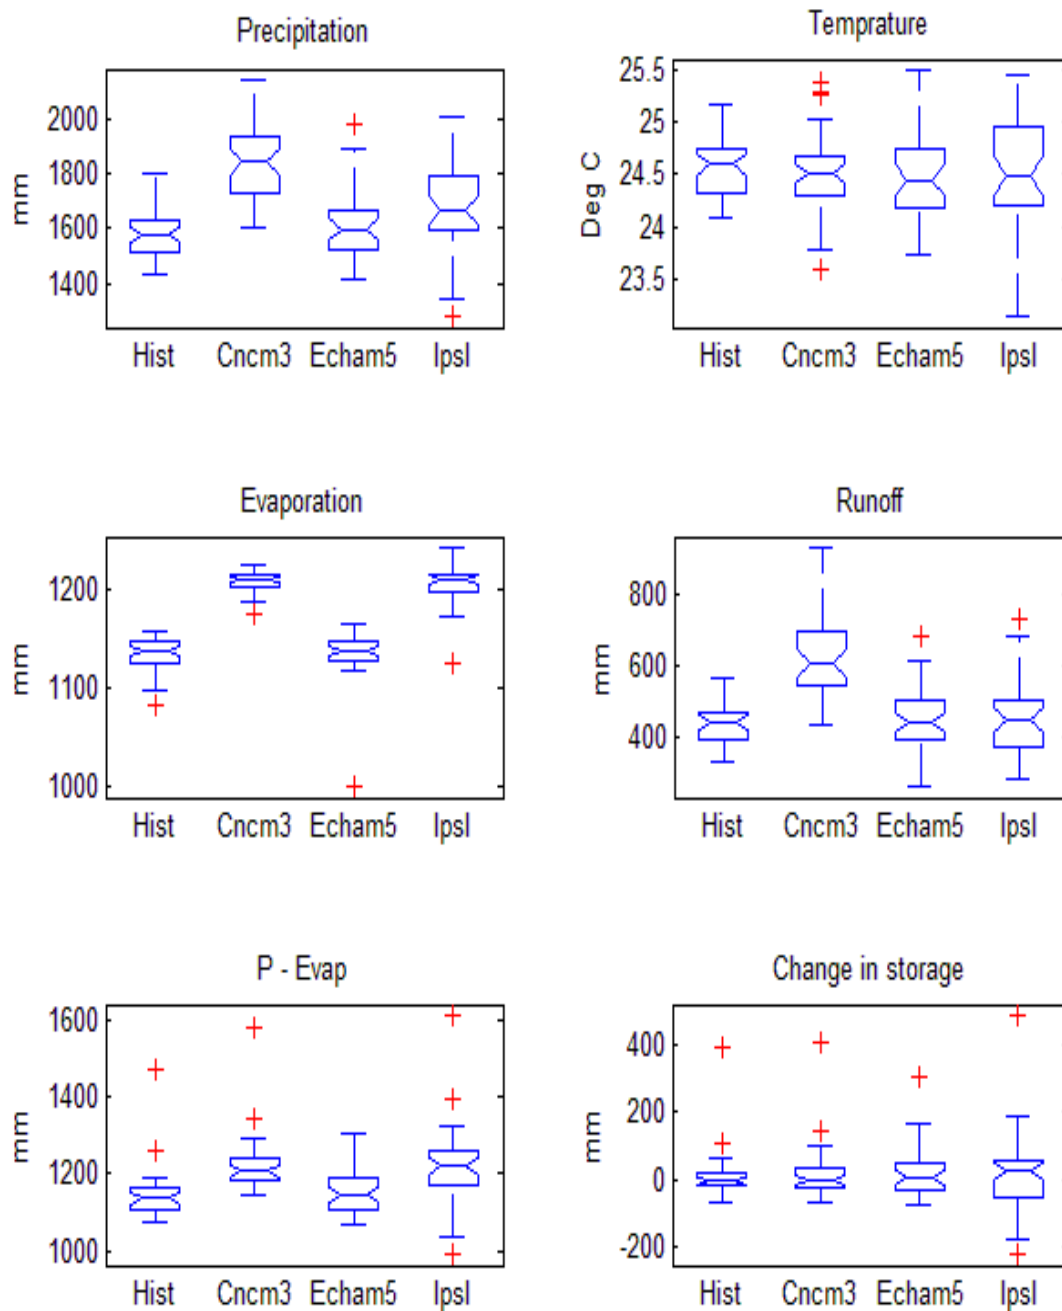 Precipitation
mm
2000
1800
1600
1400
Hist Cncm3 Echam5 Ipsl
Temprature
Deg C
25.5
25
24.5
24
23.5
Hist Cncm3 Echam5 Ipsl
Evaporation
mm
1200
1100
1000
Hist Cncm3 Echam5 Ipsl
Runoff
mm
800
600
400
Hist Cncm3 Echam5 Ipsl
P - Evap
mm
1600
1400
1200
1000
Hist Cncm3 Echam5 Ipsl
Change in storage
mm
400
200
0
-200
Hist Cncm3 Echam5 Ipsl